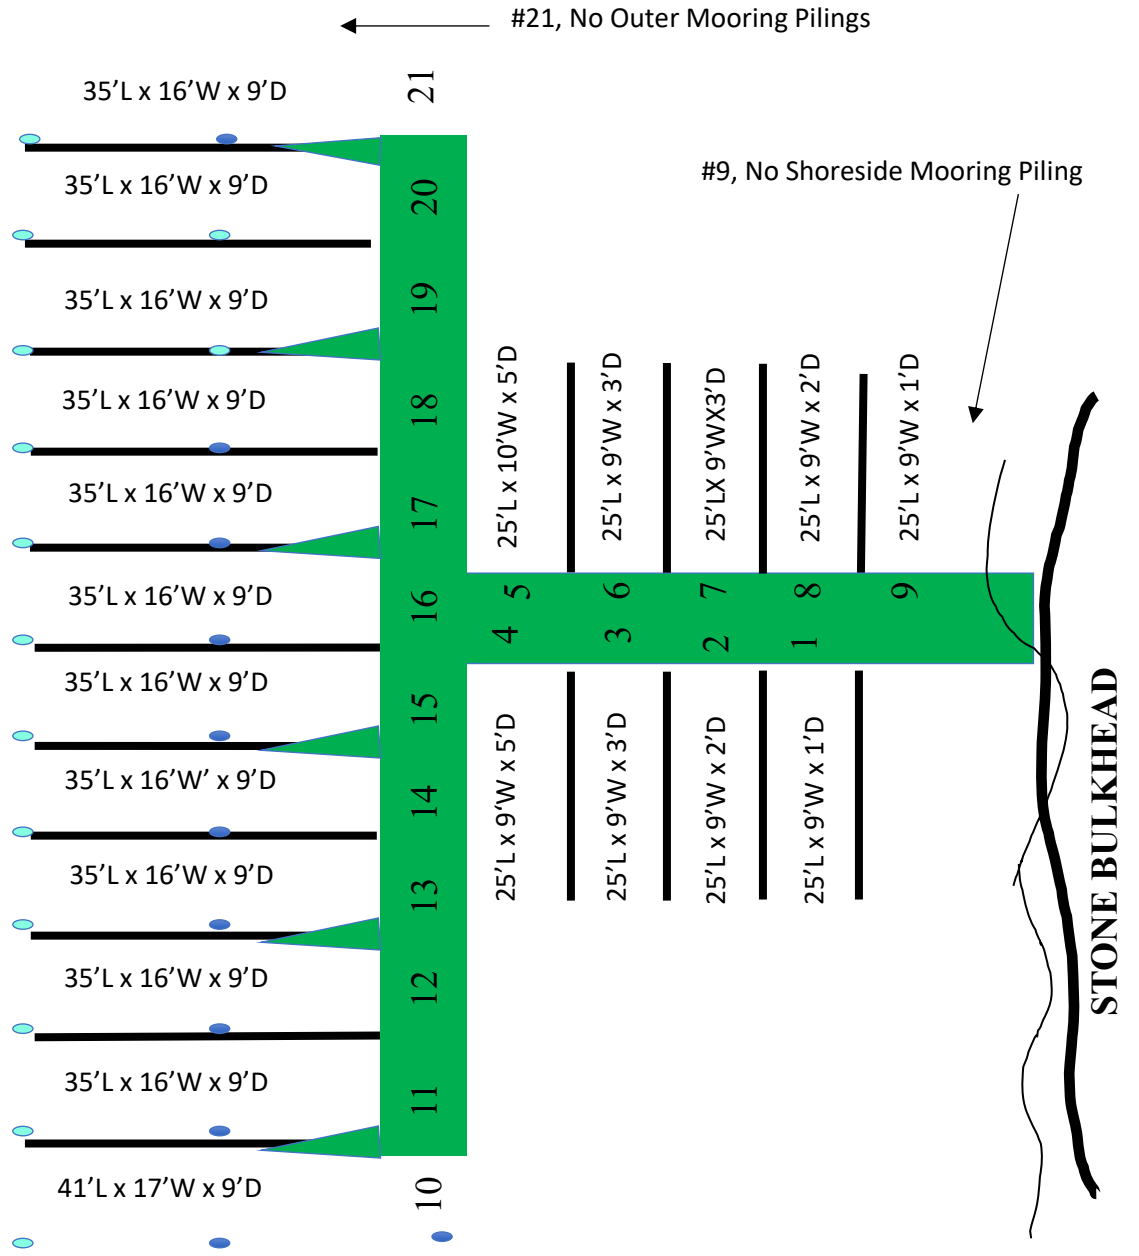 #21, No Outer Mooring Pilings
35’L x 16’W x 9’D
21
#9, No Shoreside Mooring Piling
35’L x 16’W x 9’D
20
35’L x 16’W x 9’D
19
35’L x 16’W x 9’D
18
35’L x 16’W x 9’D
17
35’L x 16’W x 9’D
16
35’L x 16’W x 9’D
15
35’L x 16’W’ x 9’D
14
35’L x 16’W x 9’D
13
35’L x 16’W x 9’D
12
35’L x 16’W x 9’D
11
41’L x 17’W x 9’D
10
25’L x 10’W x 5’D
25’L x 9’W x 3’D
25’LX 9’WX3’D
25’L x 9’W x 2’D
25’L x 9’W x 1’D
5
6
7
8
9
4
3
2
1
25’L x 9‘W x 5’D
25’L x 9’W x 3’D
25’L x 9’W x 2’D
25’L x 9’W x 1’D
STONE BULKHEAD